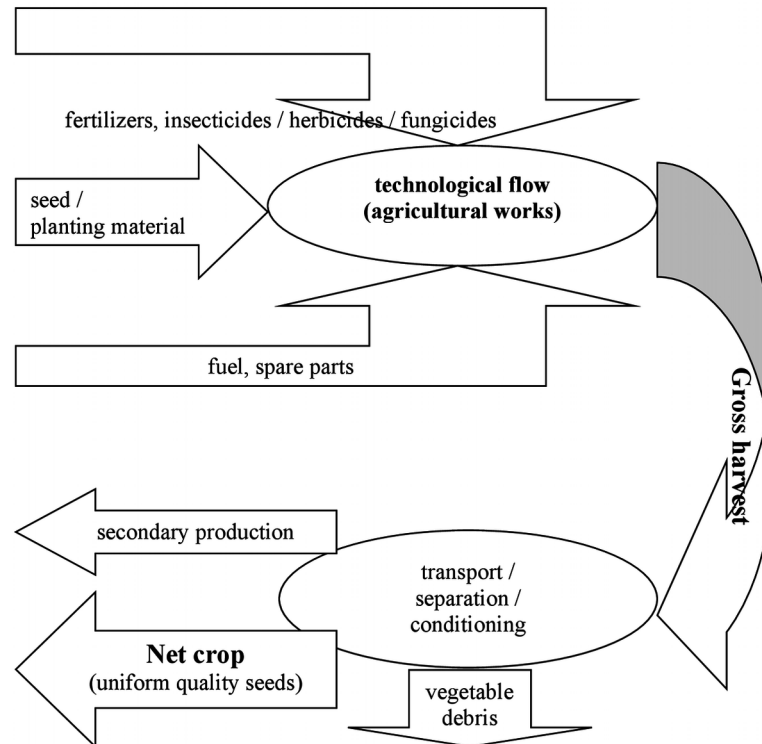 fertilizers, insecticides / herbicides / fungicides
technological flow
(agricultural works)
seed /
planting material
fuel, spare parts
Gross harvest
secondary production
transport /
separation /
conditioning
Net crop
(uniform quality seeds)
vegetable
debris